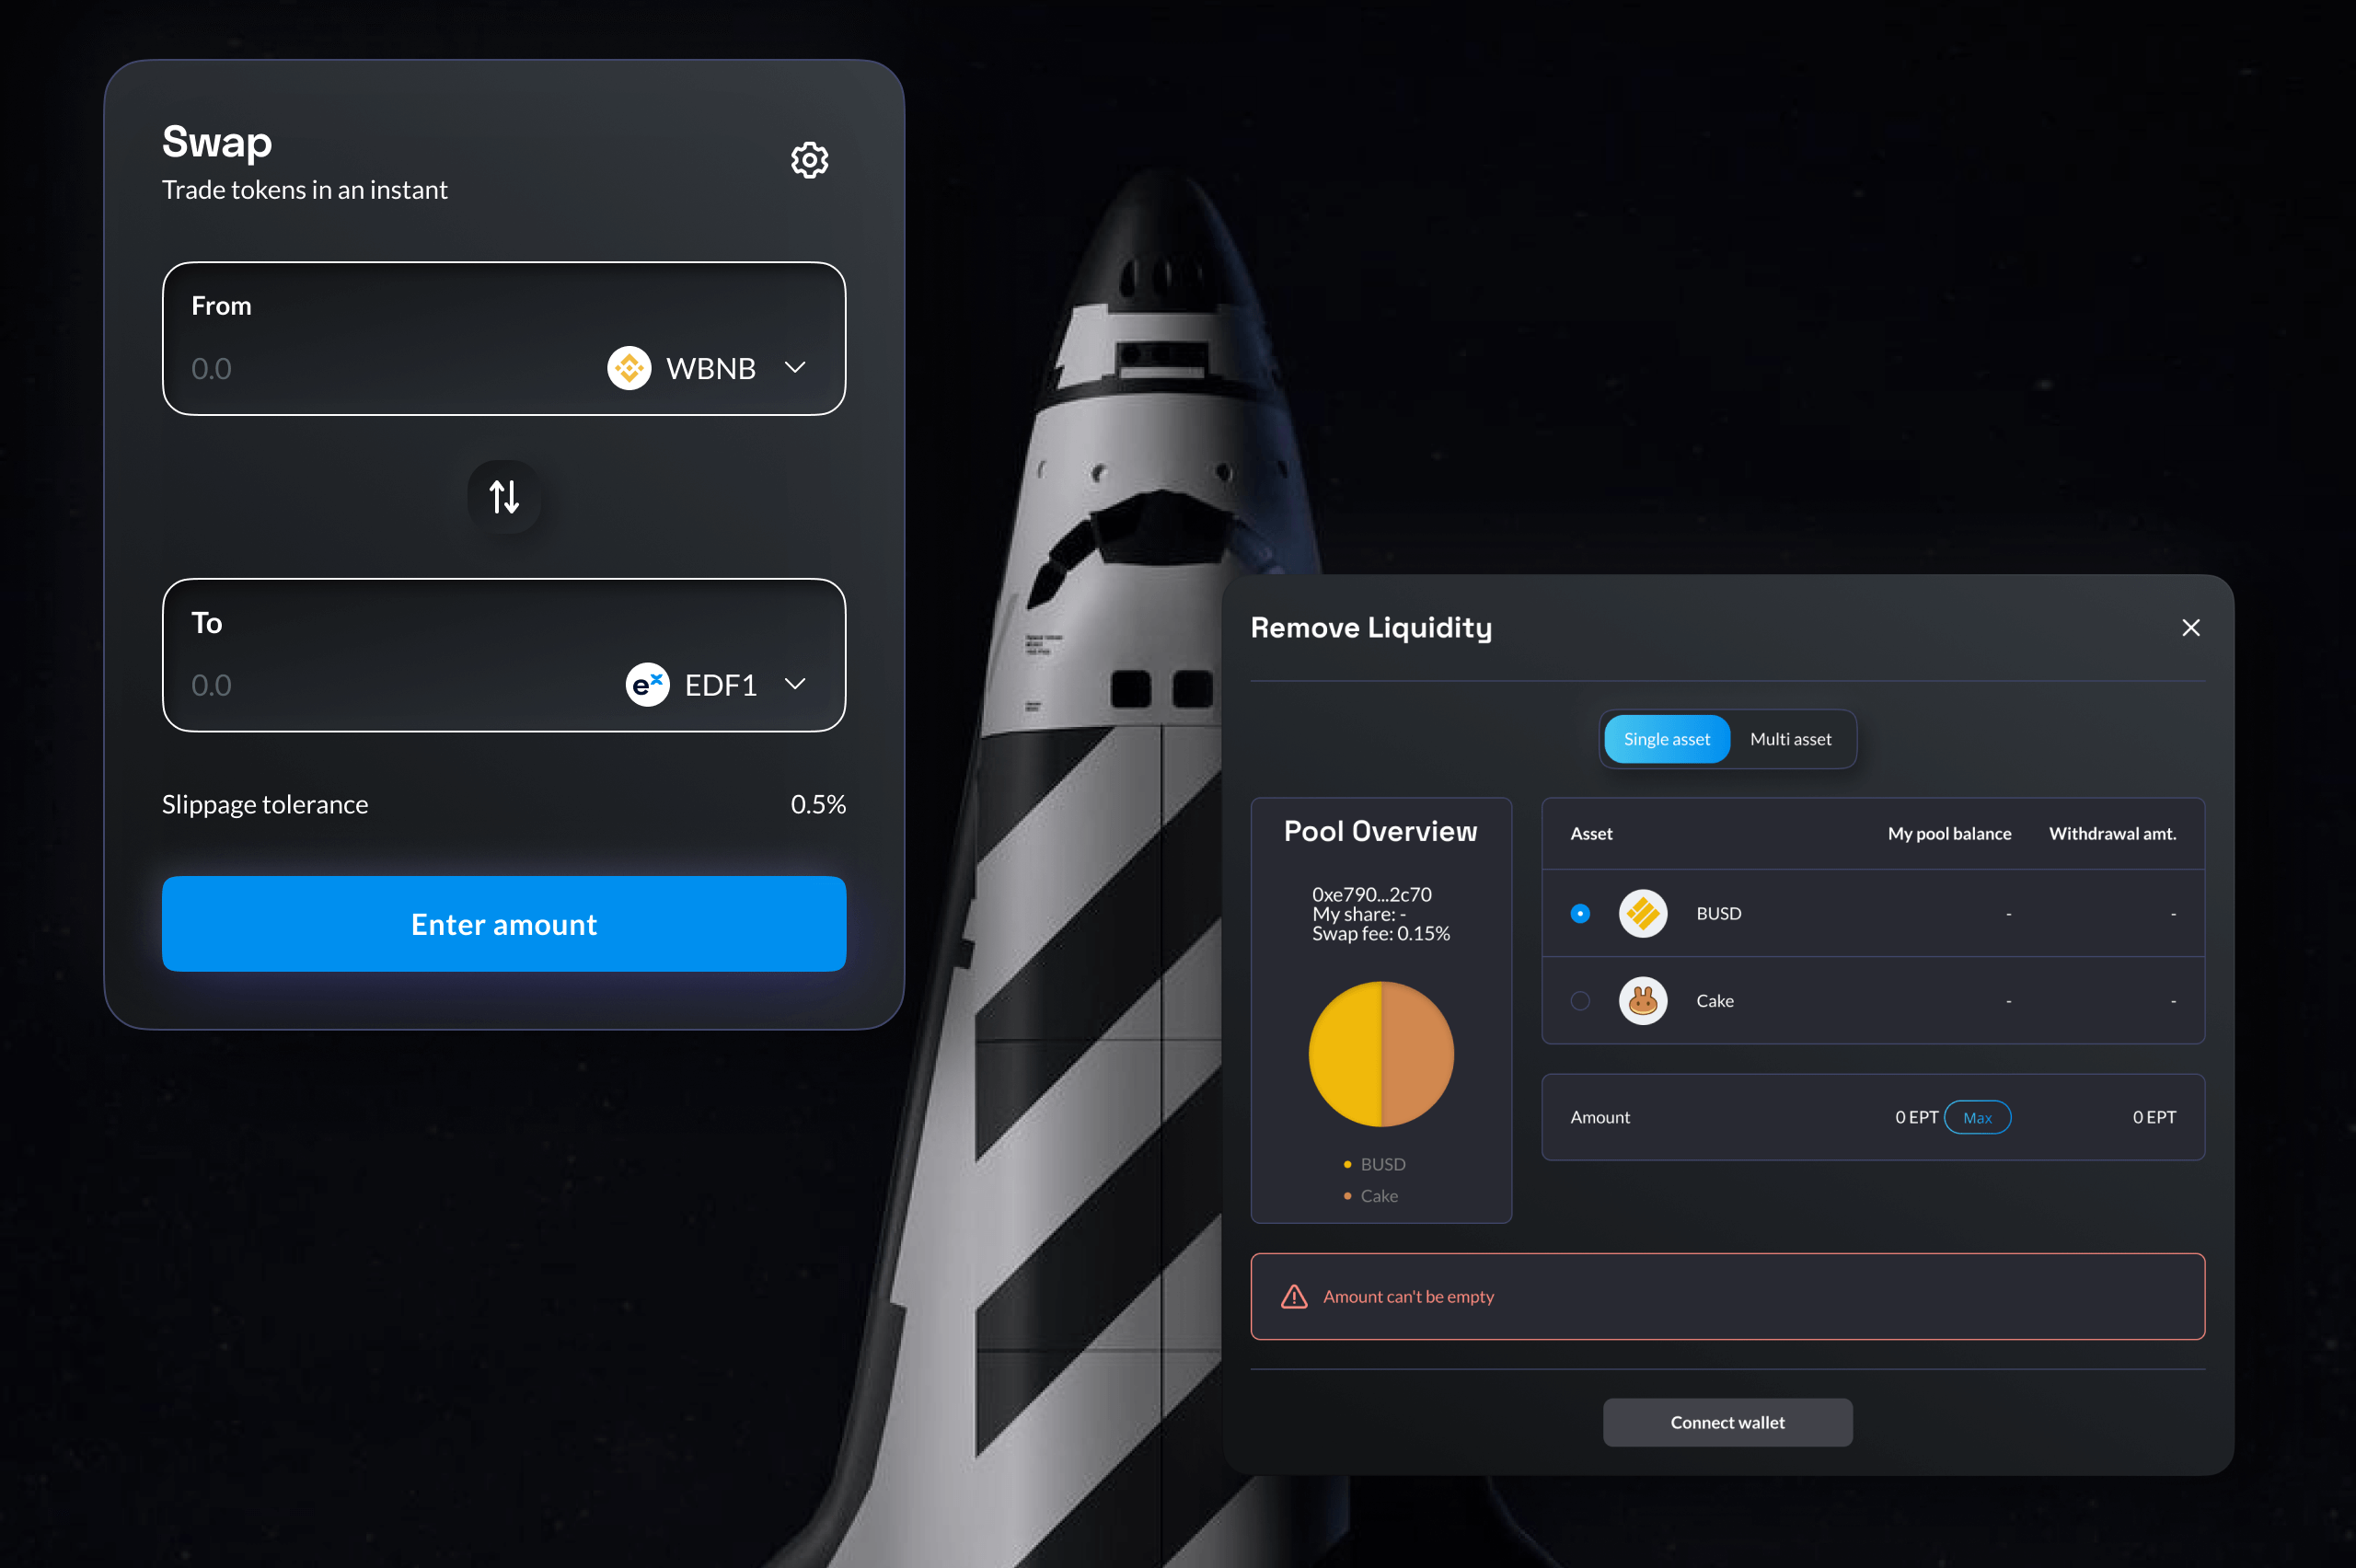 Swap
Trade tokens in an instant
From
0.0
WBNB
To
0.0
ex
EDF1
Slippage tolerance
0.5%
Enter amount
Remove Liquidity
Single asset
Multi asset
Pool Overview
0xe790...2c70
My share: -
Swap fee: 0.15%
BUSD
Cake
Asset
My pool balance
Withdrawal amt.
BUSD
-
-
Cake
-
-
Amount
0 EPT
Max
0 EPT
Amount can't be empty
Connect wallet